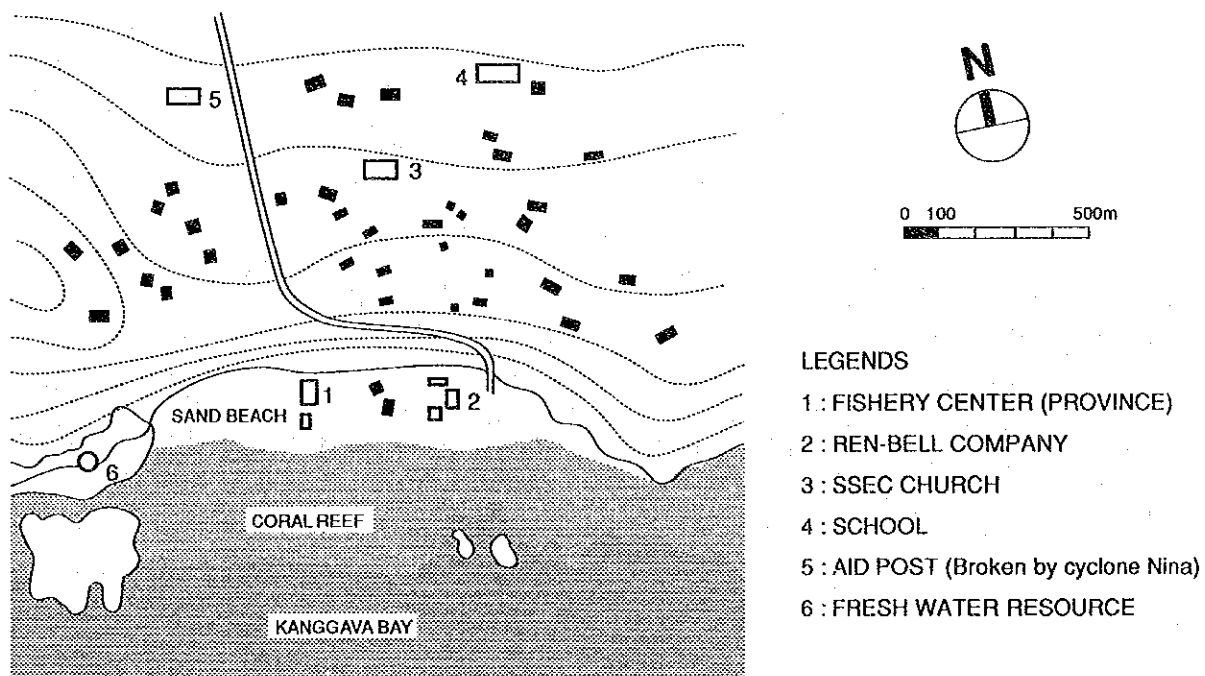 N
0 100 500m
4
5
3
1
2
SAND BEACH
6
CORAL REEF
KANGGAVA BAY
LEGENDS
1 : FISHERY CENTER (PROVINCE)
2 : REN-BELL COMPANY
3 : SSEC CHURCH
4 : SCHOOL
5 : AID POST (Broken by cyclone Nina)
6 : FRESH WATER RESOURCE